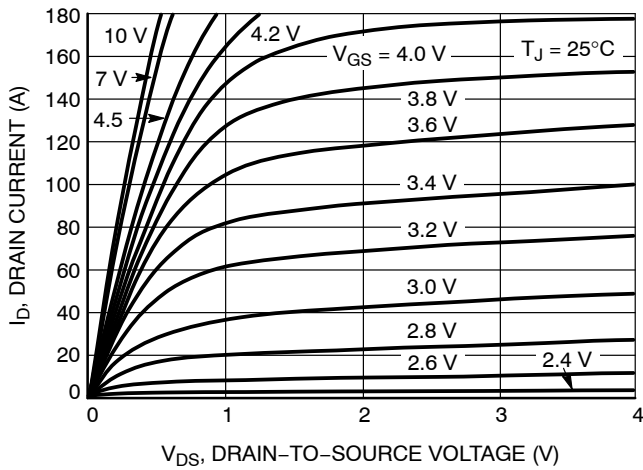 180
160
140
120
100
80
60
40
20
0
I_D, DRAIN CURRENT (A)
10 V
7 V
4.5
4.2 V
V_GS = 4.0 V
T_J = 25°C
3.8 V
3.6 V
3.4 V
3.2 V
3.0 V
2.8 V
2.6 V
2.4 V
0
1
2
3
4
V_DS, DRAIN−TO−SOURCE VOLTAGE (V)